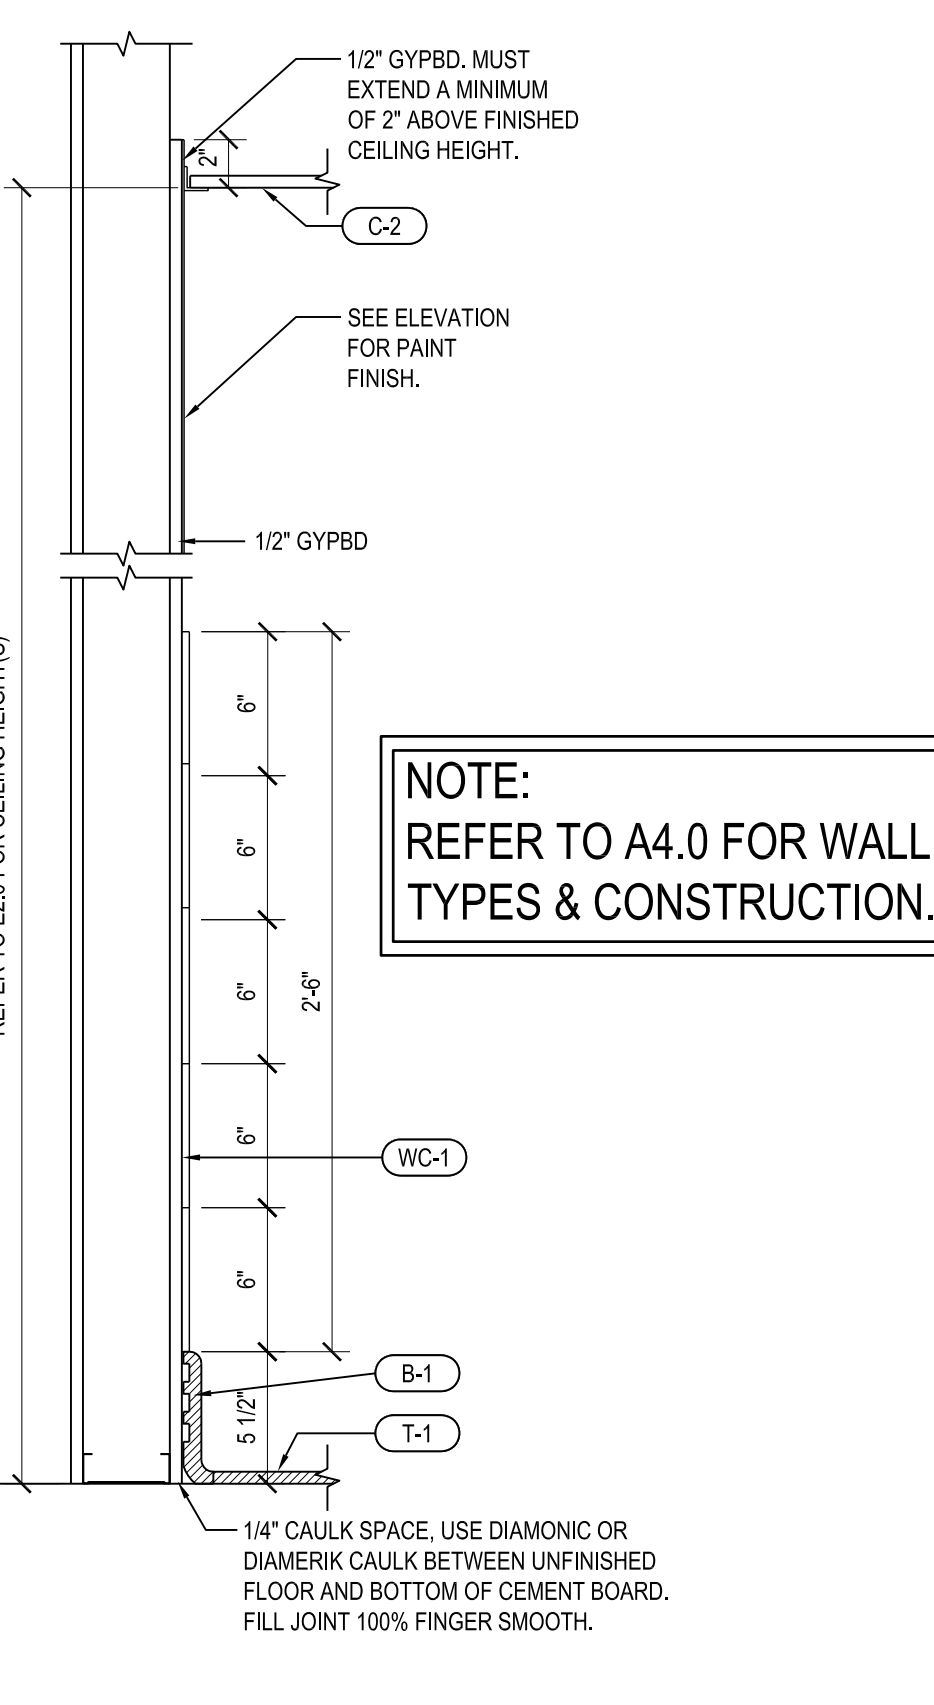 1/2" GYPBD. MUST
EXTEND A MINIMUM
OF 2" ABOVE FINISHED
CEILING HEIGHT.
2"
C-2
SEE ELEVATION
FOR PAINT
FINISH.
1/2" GYPBD
6"
6"
6"
6"
6"
2'-6"
NOTE:
REFER TO A4.0 FOR WALL
TYPES & CONSTRUCTION.
WC-1
B-1
5 1/2"
T-1
1/4" CAULK SPACE, USE DIAMONIC OR
DIAMERIK CAULK BETWEEN UNFINISHED
FLOOR AND BOTTOM OF CEMENT BOARD.
FILL JOINT 100% FINGER SMOOTH.